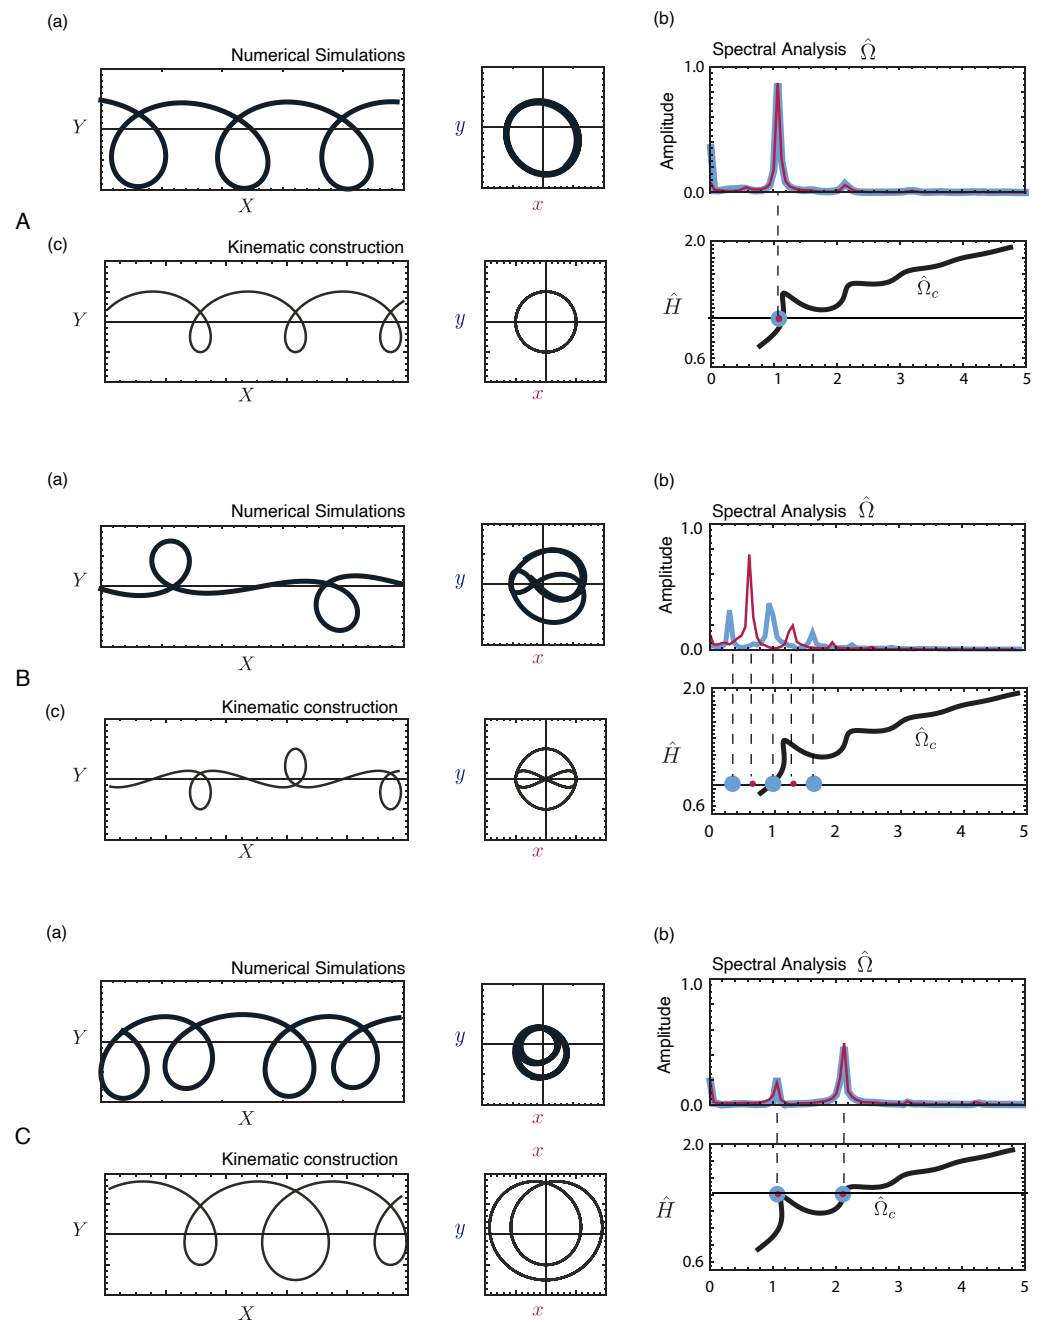 (a)
(b)
Numerical Simulations
Spectral Analysis Ω̂
Y
X
y
x
Amplitude
1.0
0.0
A
(c)
Kinematic construction
Y
X
y
x
Ĥ
2.0
0.6
Ω̂c
0 1 2 3 4 5
(a)
(b)
Numerical Simulations
Spectral Analysis Ω̂
Y
X
y
x
Amplitude
1.0
0.0
B
(c)
Kinematic construction
Y
X
y
x
Ĥ
2.0
0.6
Ω̂c
0 1 2 3 4 5
(a)
(b)
Numerical Simulations
Spectral Analysis Ω̂
Y
X
y
x
Amplitude
1.0
0.0
C
Kinematic construction
x
Y
X
y
x
Ĥ
2.0
0.6
Ω̂c
0 1 2 3 4 5